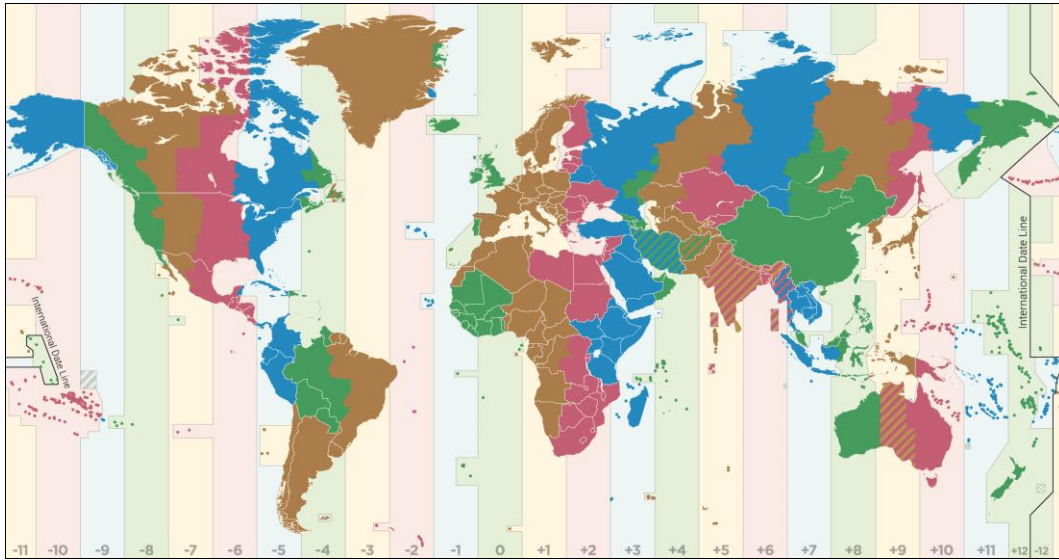 International Date Line
International Date Line
-11 -10 -9 -8 -7 -6 -5 -4 -3 -2 -1 0 +1 +2 +3 +4 +5 +6 +7 +8 +9 +10 +11 +12 -12